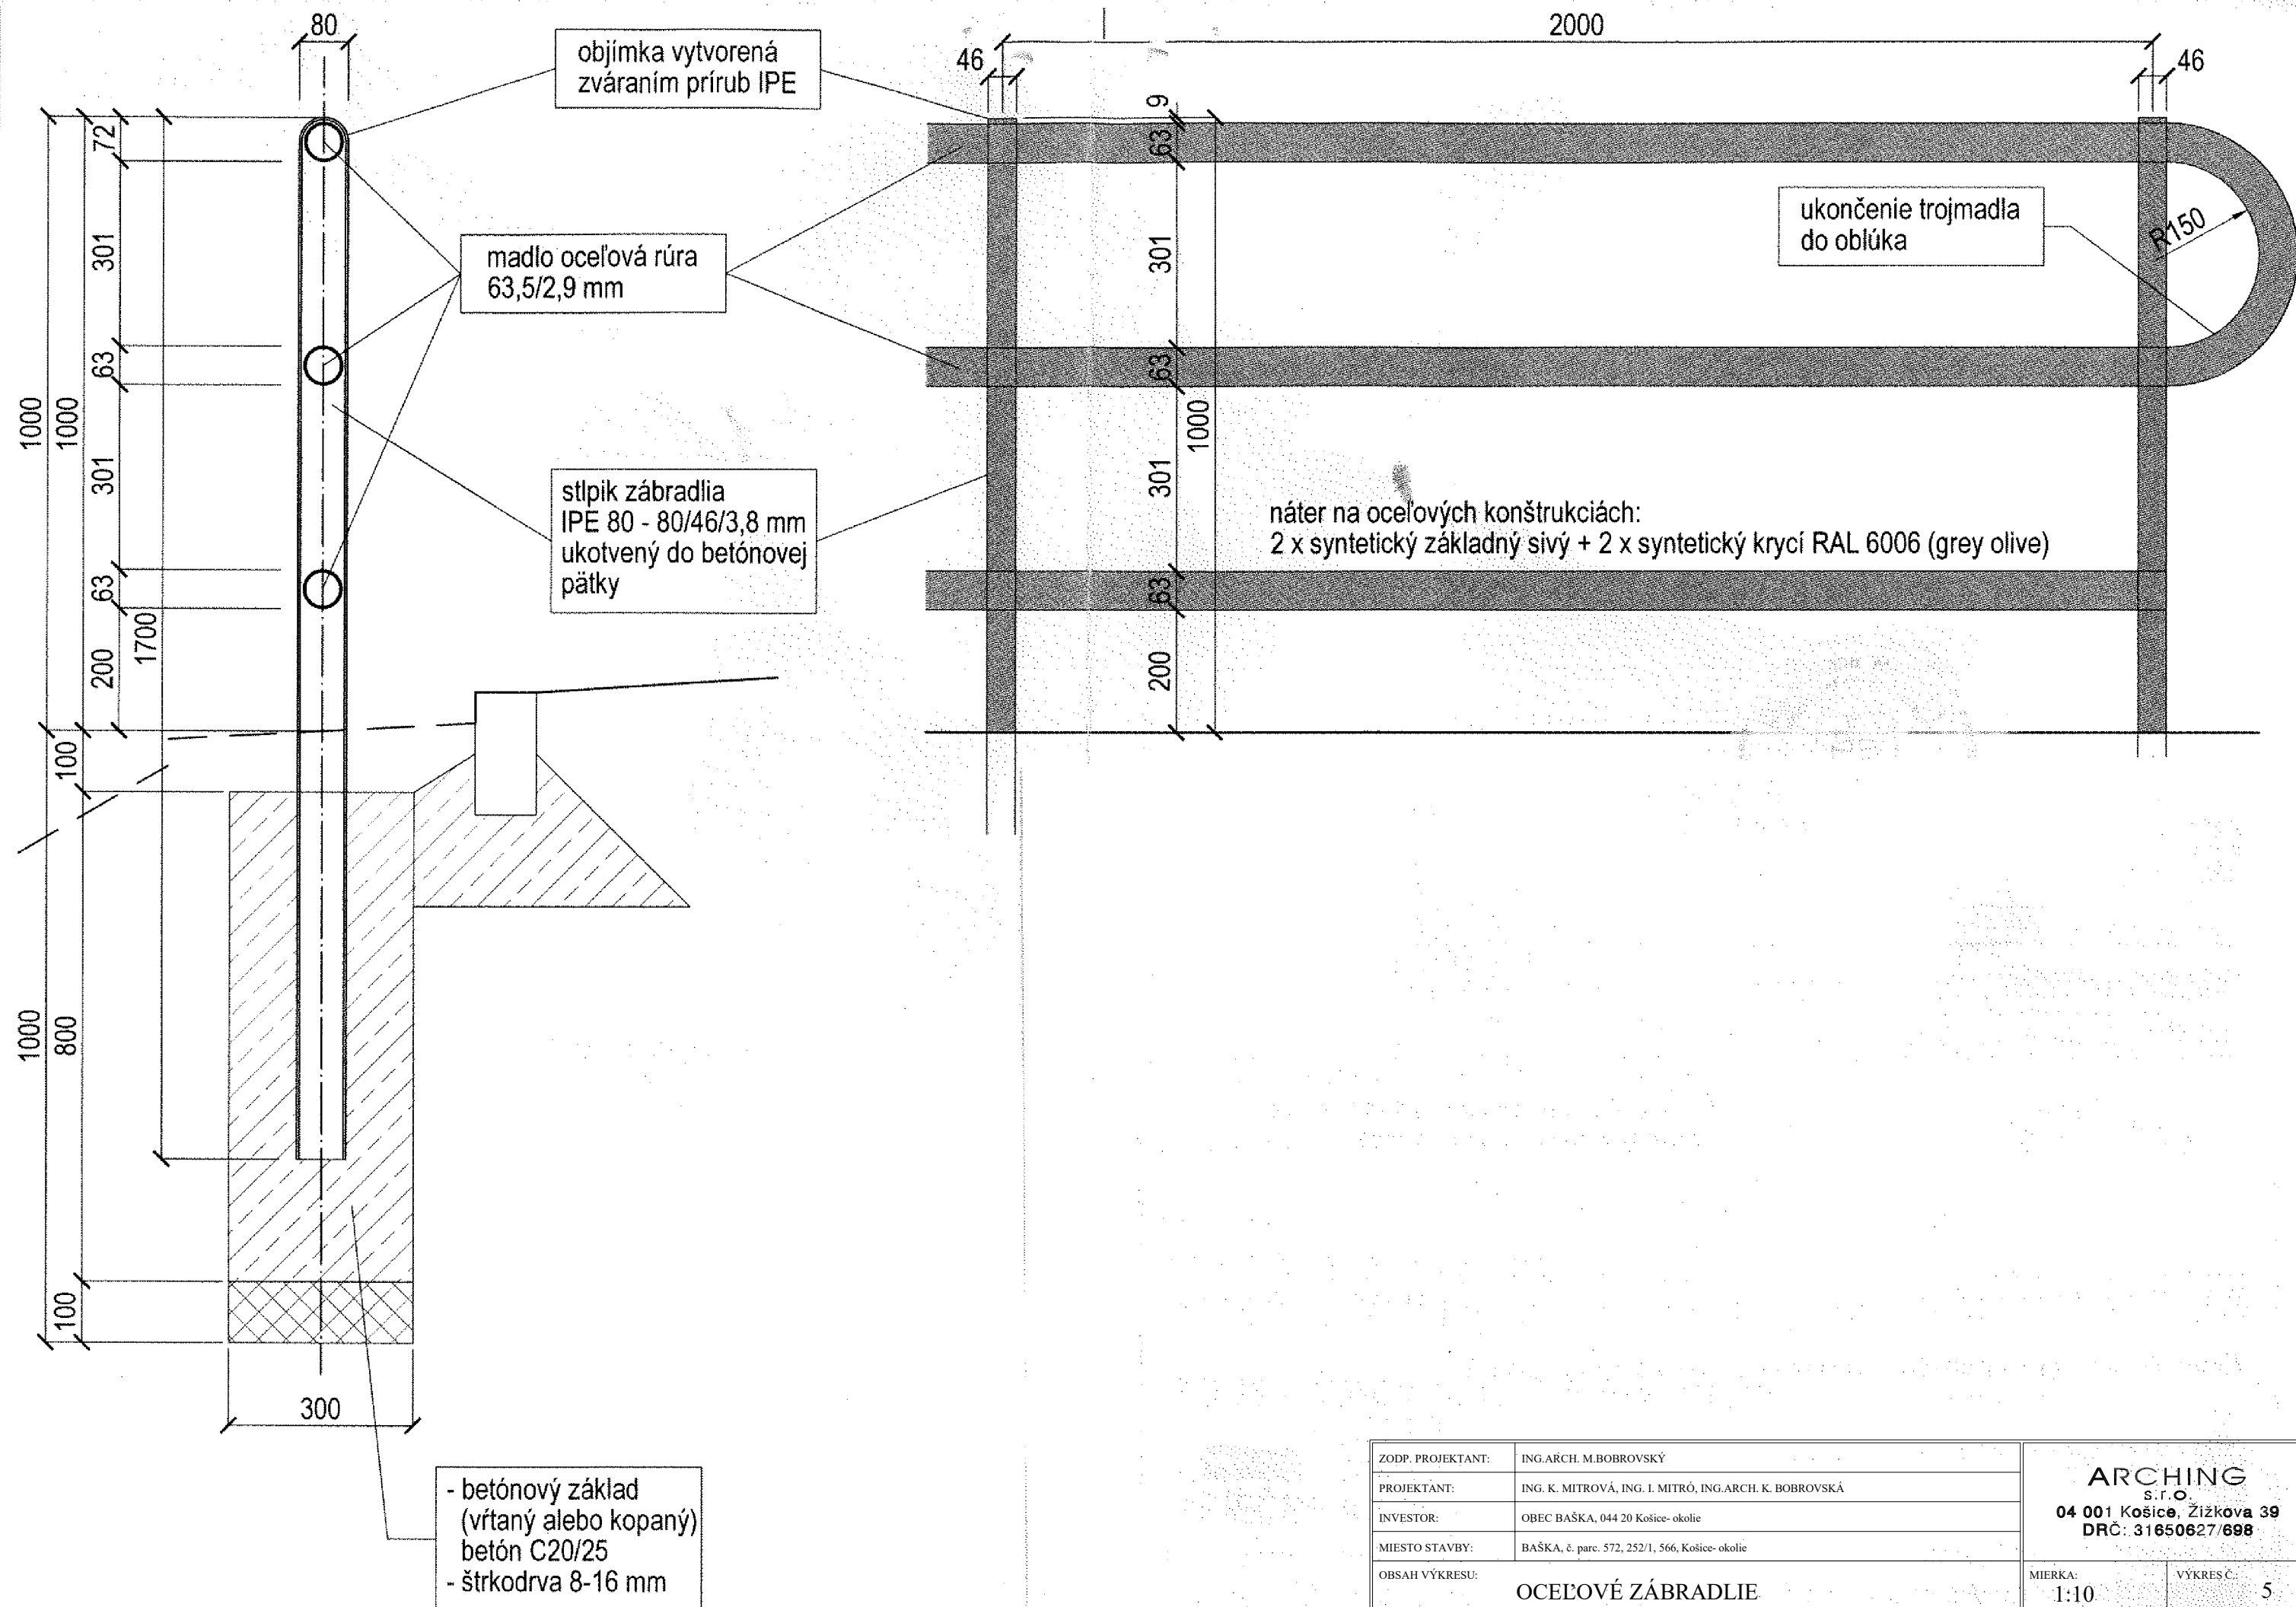 80
objímka vytvorená
zváraním prírub IPE
46
2000
46
72
301
63
301
63
200
1000
1000
1700
100
1000
800
100
300
madlo oceľová rúra
63,5/2,9 mm
stlpik zábradlia
IPE 80 - 80/46/3,8 mm
ukotvený do betónovej
pätky
9
63
301
63
301
63
200
1000
ukončenie trojmadla
do oblúka
R150
náter na oceľových konštrukciách:
2 x syntetický základný sivý + 2 x syntetický krycí RAL 6006 (grey olive)
- betónový základ
(vŕtaný alebo kopaný)
betón C20/25
- štrkodrva 8-16 mm
ZODP. PROJEKTANT: ING.ARCH. M.BOBROVSKÝ
PROJEKTANT: ING. K. MITROVÁ, ING. I. MITRÓ, ING.ARCH. K. BOBROVSKÁ
INVESTOR: OBEC BAŠKA, 044 20 Košice- okolie
MIESTO STAVBY: BAŠKA, č. parc. 572, 252/1, 566, Košice- okolie
OBSAH VÝKRESU:
OCEĽOVÉ ZÁBRADLIE
ARCHING
s.r.o.
04 001 Košice, Žižkova 39
DRČ: 31650627/698
MIERKA:
1:10
VÝKRES Č.:
5